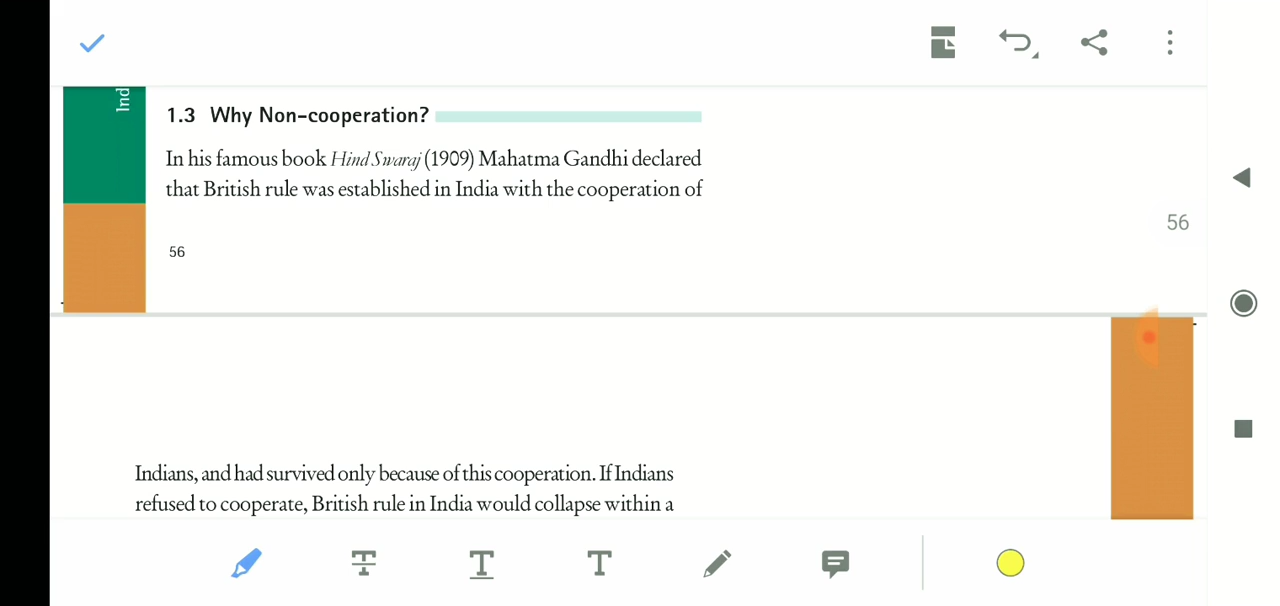 Ind
1.3 Why Non-cooperation?
In his famous book Hind Swaraj (1909) Mahatma Gandhi declared
that British rule was established in India with the cooperation of
56
56
Indians, and had survived only because of this cooperation. If Indians
refused to cooperate, British rule in India would collapse within a